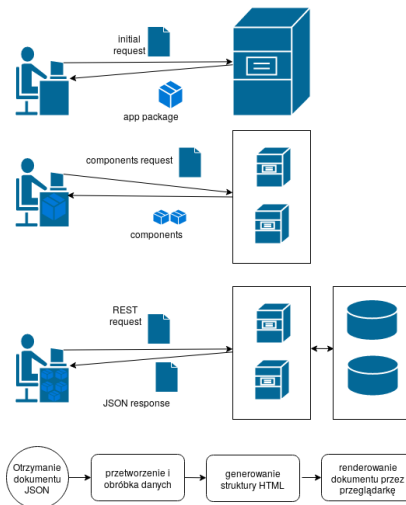 initial
request
app package
components request
components
REST
request
JSON response
Otrzymanie
dokumentu
JSON
przetworzenie i
obróbka danych
generowanie
struktury HTML
renderowanie
dokumentu przez
przeglądarkę